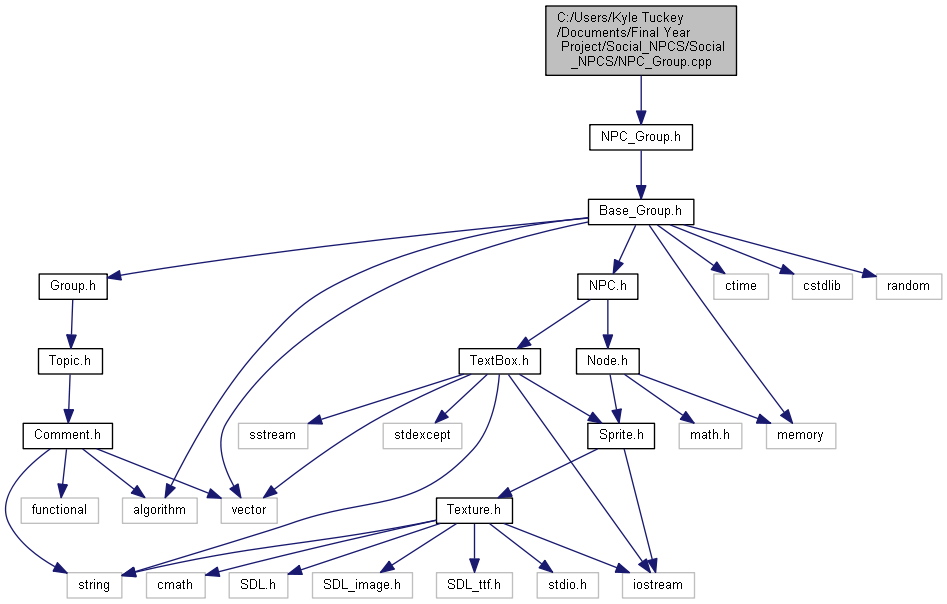 C:/Users/Kyle Tuckey
/Documents/Final Year
Project/Social_NPCS/Social
_NPCS/NPC_Group.cpp
NPC_Group.h
Base_Group.h
Group.h
NPC.h
ctime
cstdlib
random
Topic.h
TextBox.h
Node.h
Comment.h
sstream
stdexcept
Sprite.h
math.h
memory
functional
algorithm
vector
Texture.h
string
cmath
SDL.h
SDL_image.h
SDL_ttf.h
stdio.h
iostream